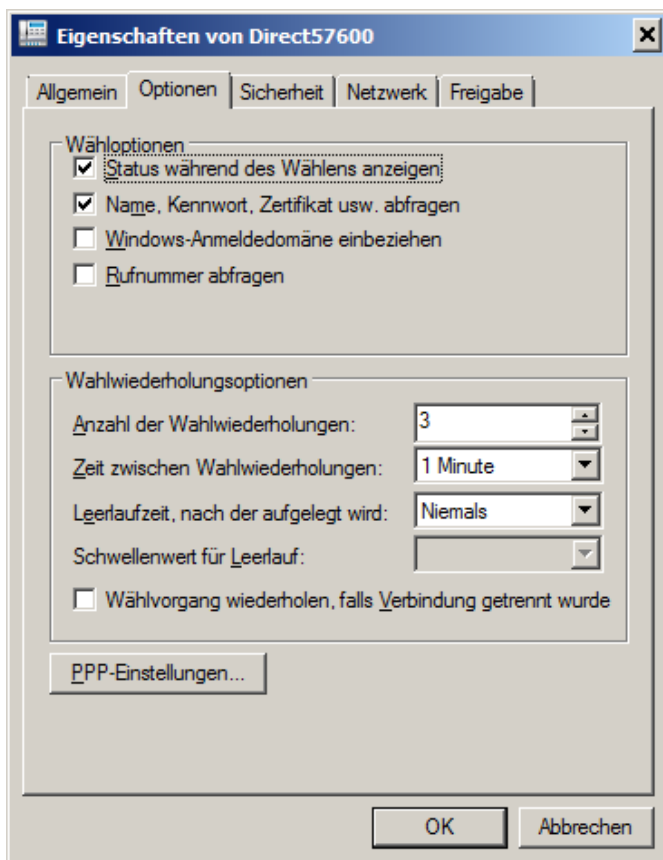 Eigenschaften von Direct57600
Allgemein Optionen Sicherheit Netzwerk Freigabe
Wähloptionen
Status während des Wählens anzeigen
Name, Kennwort, Zertifikat usw. abfragen
Windows-Anmeldedomäne einbeziehen
Rufnummer abfragen
Wahlwiederholungsoptionen
Anzahl der Wahlwiederholungen: 3
Zeit zwischen Wahlwiederholungen: 1 Minute
Leerlaufzeit, nach der aufgelegt wird: Niemals
Schwellenwert für Leerlauf:
Wählvorgang wiederholen, falls Verbindung getrennt wurde
PPP-Einstellungen...
OK Abbrechen